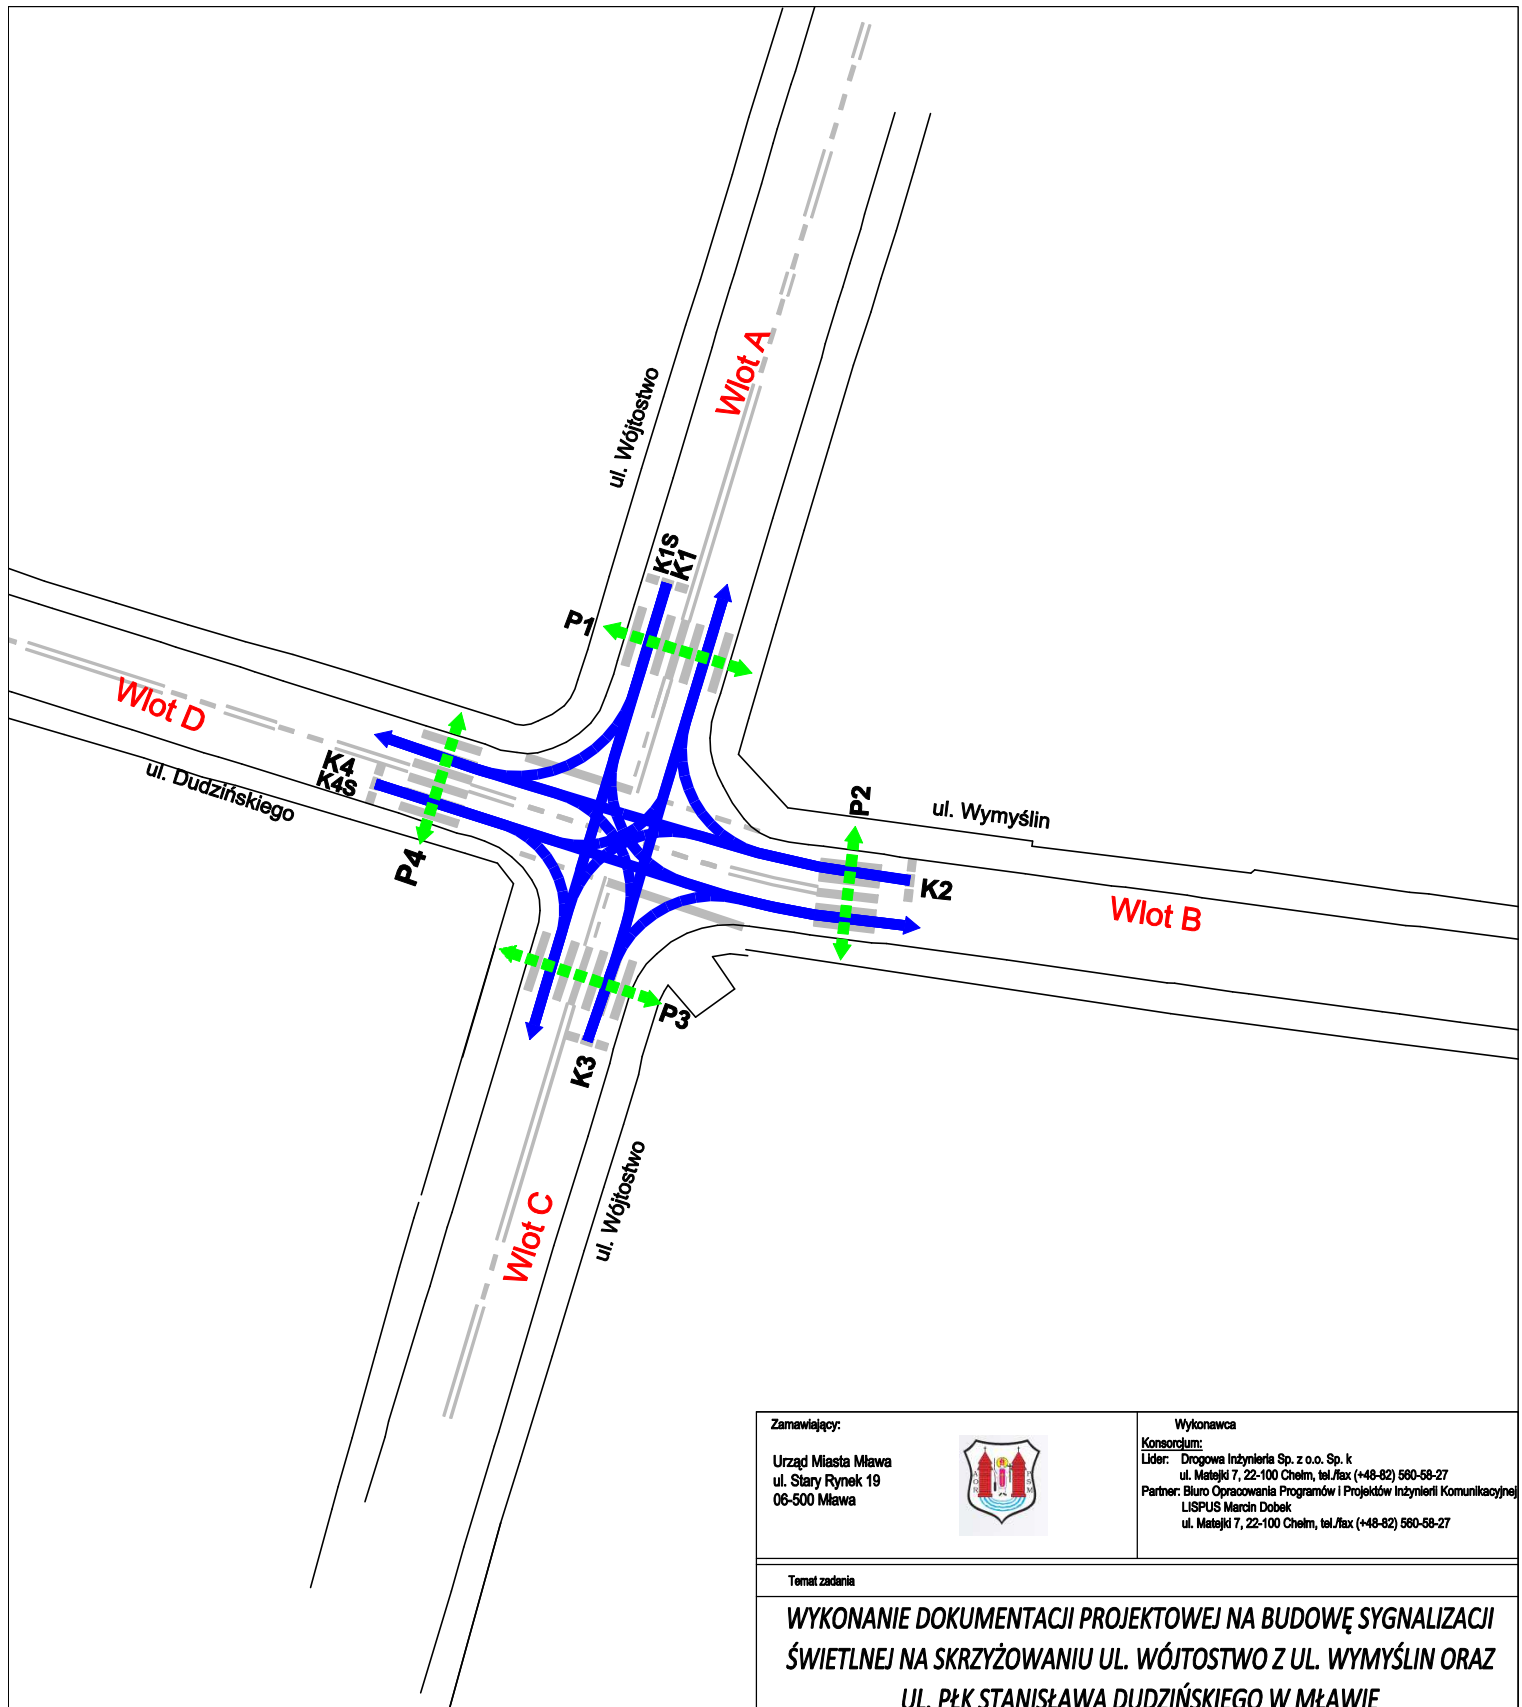 Wlot A
ul. Wójtostwo
K1S
K1
P1
Wlot D
K4
K4S
ul. Dudzińskiego
P4
P2
ul. Wymyślin
K2
Wlot B
P3
K3
ul. Wójtostwo
Wlot C
Zamawiający:
Urząd Miasta Mława
ul. Stary Rynek 19
06-500 Mława
AOR
PSM
Wykonawca
Konsorcjum:
Lider: Drogowa Inżynieria Sp. z o.o. Sp. k
ul. Matejki 7, 22-100 Chełm, tel./fax (+48-82) 560-58-27
Partner: Biuro Opracowania Programów i Projektów Inżynierii Komunikacyjnej
LISPUS Marcin Dobek
ul. Matejki 7, 22-100 Chełm, tel./fax (+48-82) 560-58-27
Temat zadania
WYKONANIE DOKUMENTACJI PROJEKTOWEJ NA BUDOWĘ SYGNALIZACJI
ŚWIETLNEJ NA SKRZYŻOWANIU UL. WÓJTOSTWO Z UL. WYMYŚLIN ORAZ
UL. PŁK STANISŁAWA DUDZIŃSKIEGO W MŁAWIE